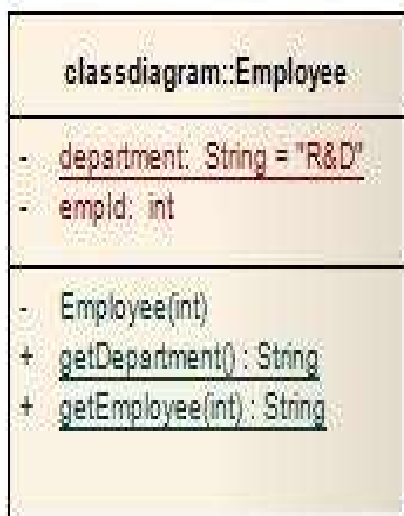 classdiagram::Employee
- department: String = "R&D"
- empId: int
- Employee(int)
+ getDepartment() : String
+ getEmployee(int) : String